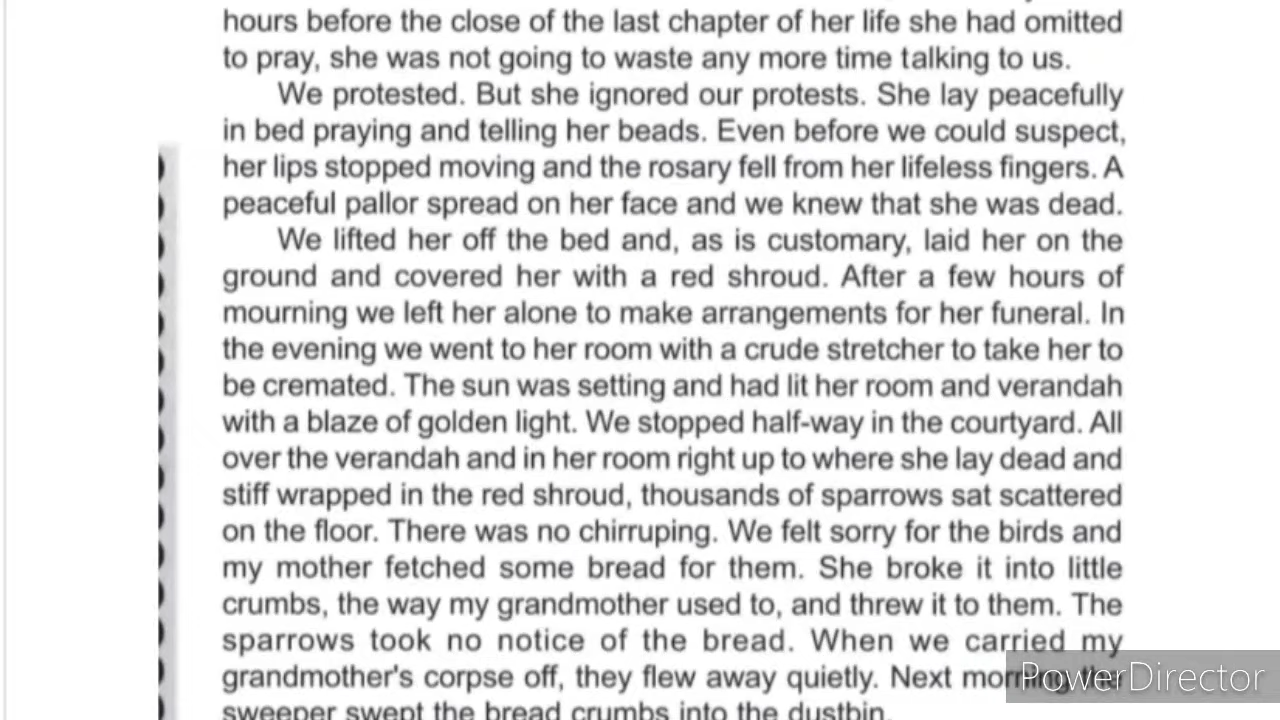 hours before the close of the last chapter of her life she had omitted
to pray, she was not going to waste any more time talking to us.
We protested. But she ignored our protests. She lay peacefully
in bed praying and telling her beads. Even before we could suspect,
her lips stopped moving and the rosary fell from her lifeless fingers. A
peaceful pallor spread on her face and we knew that she was dead.
We lifted her off the bed and, as is customary, laid her on the
ground and covered her with a red shroud. After a few hours of
mourning we left her alone to make arrangements for her funeral. In
the evening we went to her room with a crude stretcher to take her to
be cremated. The sun was setting and had lit her room and verandah
with a blaze of golden light. We stopped half-way in the courtyard. All
over the verandah and in her room right up to where she lay dead and
stiff wrapped in the red shroud, thousands of sparrows sat scattered
on the floor. There was no chirruping. We felt sorry for the birds and
my mother fetched some bread for them. She broke it into little
crumbs, the way my grandmother used to, and threw it to them. The
sparrows took no notice of the bread. When we carried my
grandmother's corpse off, they flew away quietly. Next morning the
sweeper swept the bread crumbs into the dustbin.
PowerDirector